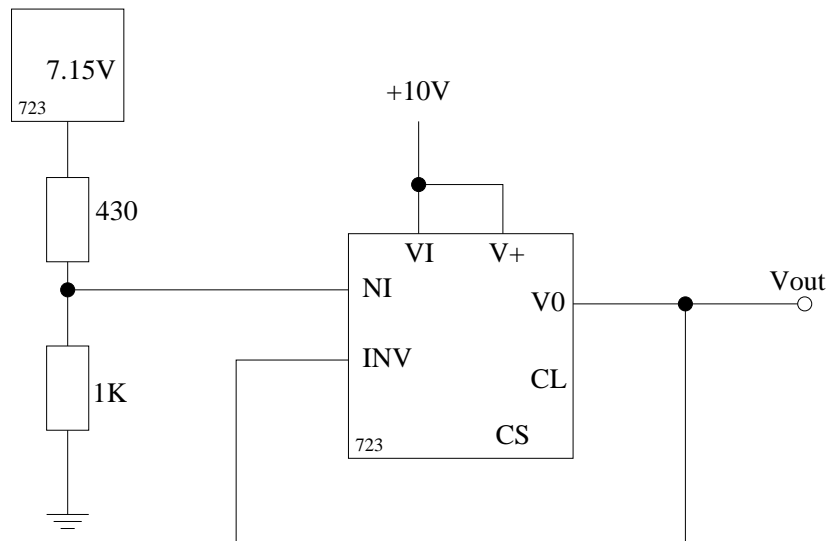 7.15V
723
+10V
430
VI
V+
NI
V0
Vout
INV
CL
1K
CS
723